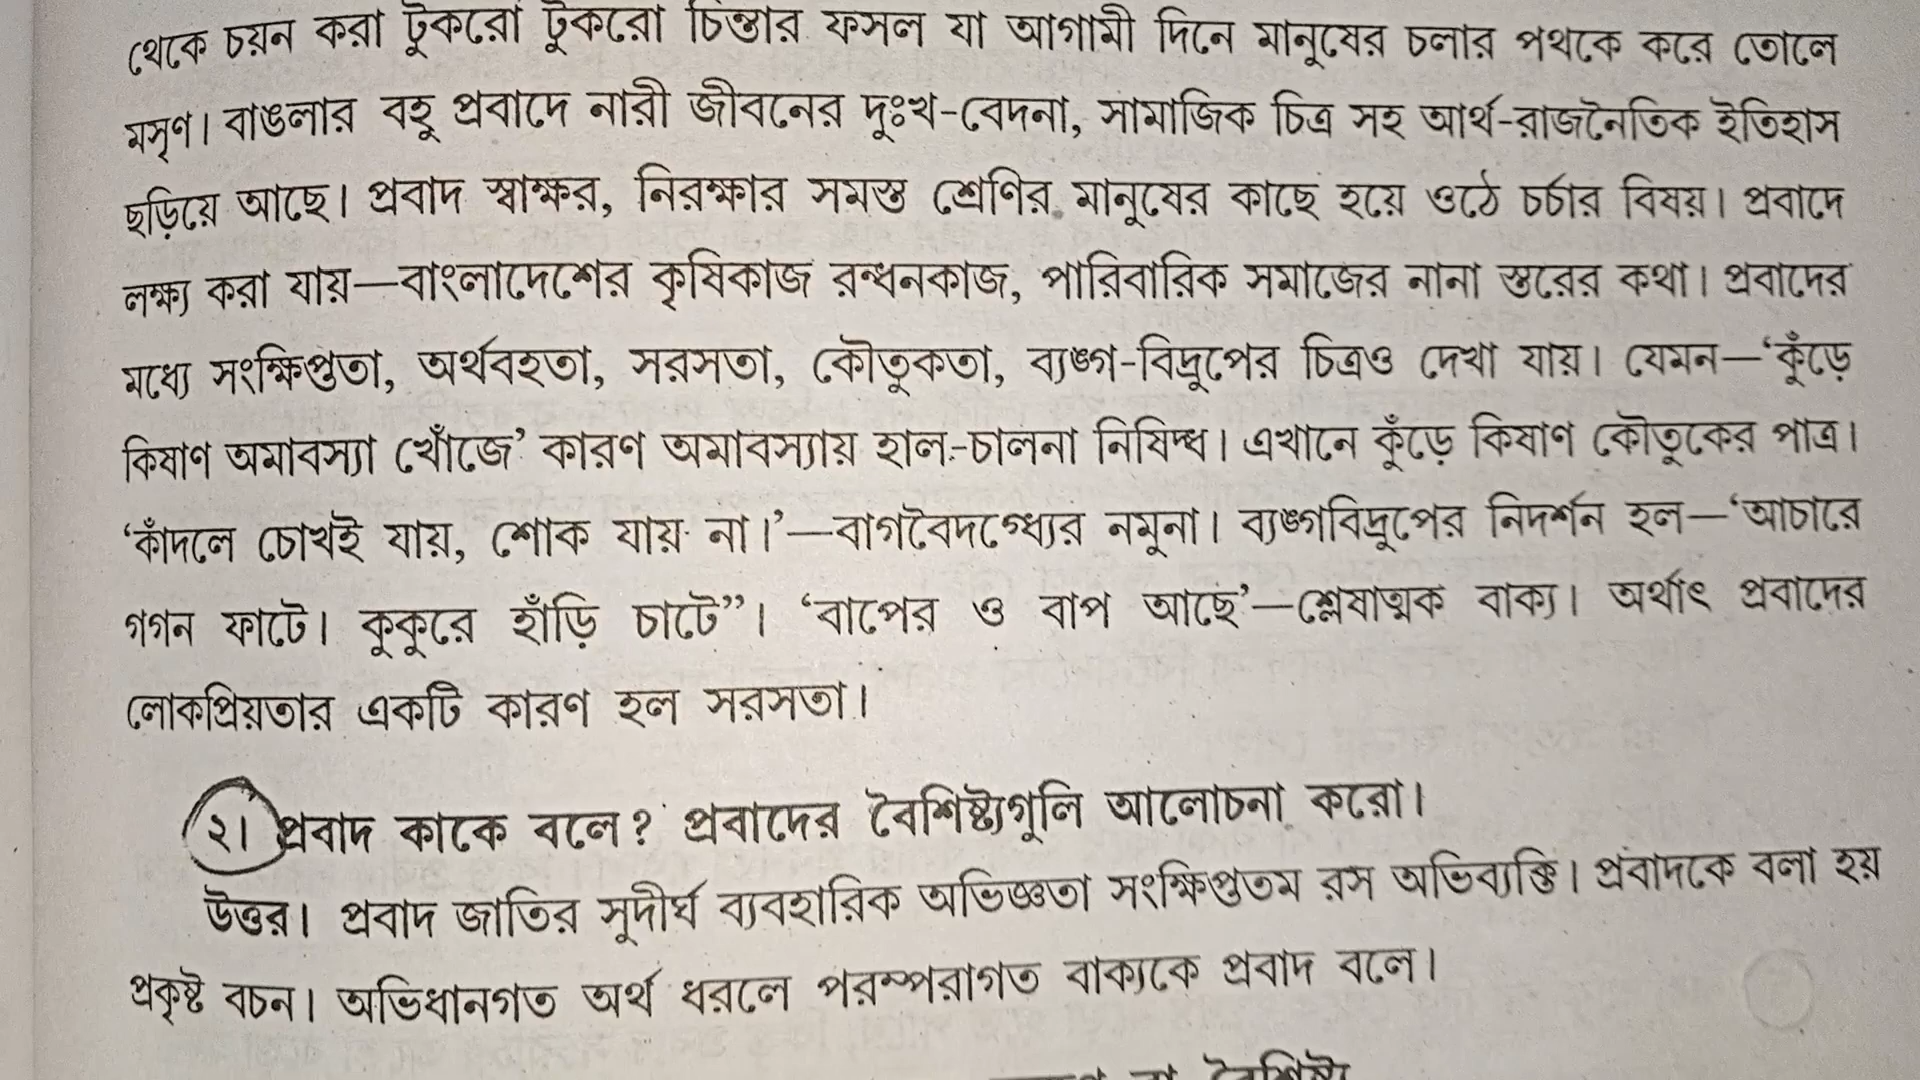 থেকে চয়ন করা টুকরো টুকরো চিন্তার ফসল যা আগামী দিনে মানুষের চলার পথকে করে তোলে
মসৃণ। বাঙলার বহু প্রবাদে নারী জীবনের দুঃখ-বেদনা, সামাজিক চিত্র সহ আর্থ-রাজনৈতিক ইতিহাস
ছড়িয়ে আছে। প্রবাদ স্বাক্ষর, নিরক্ষার সমস্ত শ্রেণির মানুষের কাছে হয়ে ওঠে চর্চার বিষয়। প্রবাদে
লক্ষ্য করা যায়—বাংলাদেশের কৃষিকাজ রন্ধনকাজ, পারিবারিক সমাজের নানা স্তরের কথা। প্রবাদের
মধ্যে সংক্ষিপ্ততা, অর্থবহতা, সরসতা, কৌতুকতা, ব্যঙ্গ-বিদ্রুপের চিত্রও দেখা যায়। যেমন—‘কুঁড়ে
কিষাণ অমাবস্যা খোঁজে’ কারণ অমাবস্যায় হাল-চালনা নিষিদ্ধ। এখানে কুঁড়ে কিষাণ কৌতুকের পাত্র।
‘কাঁদলে চোখই যায়, শোক যায় না।’—বাগবৈদগ্ধ্যের নমুনা। ব্যঙ্গবিদ্রুপের নিদর্শন হল—‘আচারে
গগন ফাটে। কুকুরে হাঁড়ি চাটে”। ‘বাপের ও বাপ আছে’—শ্লেষাত্মক বাক্য। অর্থাৎ প্রবাদের
লোকপ্রিয়তার একটি কারণ হল সরসতা।
২। প্রবাদ কাকে বলে? প্রবাদের বৈশিষ্ট্যগুলি আলোচনা করো।
উত্তর। প্রবাদ জাতির সুদীর্ঘ ব্যবহারিক অভিজ্ঞতা সংক্ষিপ্ততম রস অভিব্যক্তি। প্রবাদকে বলা হয়
প্রকৃষ্ট বচন। অভিধানগত অর্থ ধরলে পরম্পরাগত বাক্যকে প্রবাদ বলে।
বা বৈশিষ্ট্য